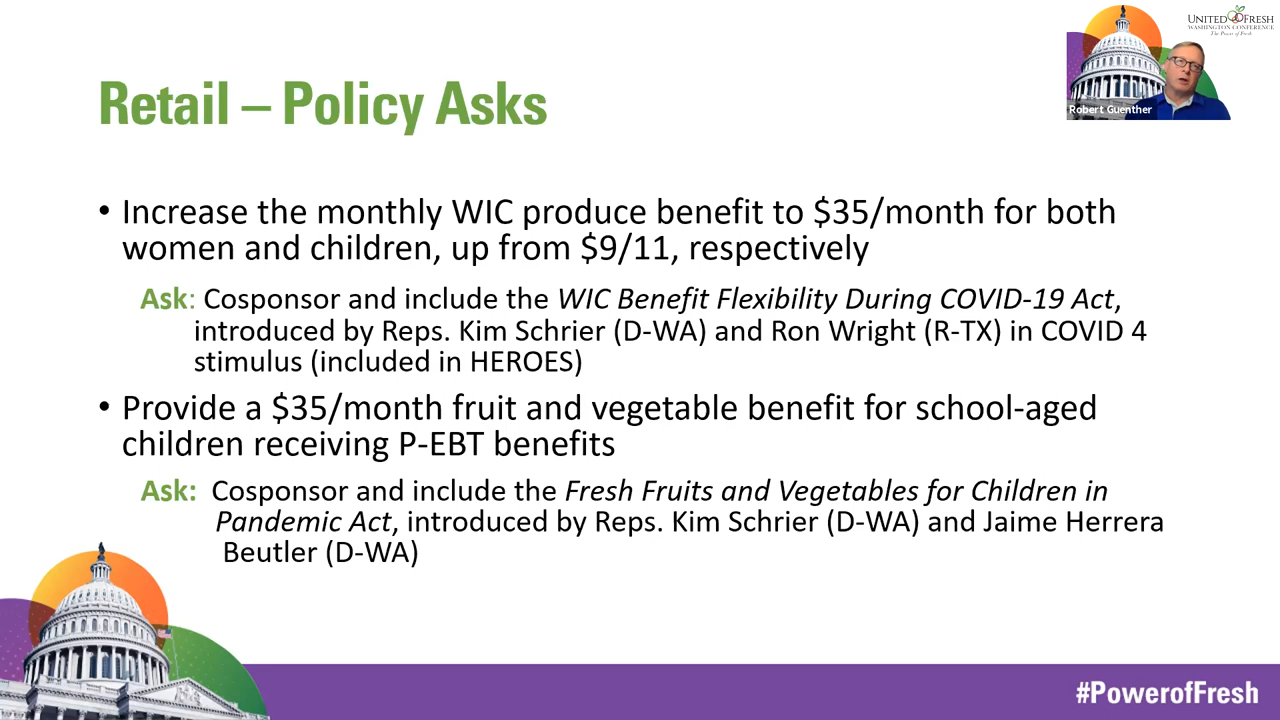 UNITED FRESH
WASHINGTON CONFERENCE
The Power of Fresh
Robert Guenther
Retail – Policy Asks
• Increase the monthly WIC produce benefit to $35/month for both
women and children, up from $9/11, respectively
Ask: Cosponsor and include the WIC Benefit Flexibility During COVID-19 Act,
introduced by Reps. Kim Schrier (D-WA) and Ron Wright (R-TX) in COVID 4
stimulus (included in HEROES)
• Provide a $35/month fruit and vegetable benefit for school-aged
children receiving P-EBT benefits
Ask: Cosponsor and include the Fresh Fruits and Vegetables for Children in
Pandemic Act, introduced by Reps. Kim Schrier (D-WA) and Jaime Herrera
Beutler (D-WA)
#PowerofFresh